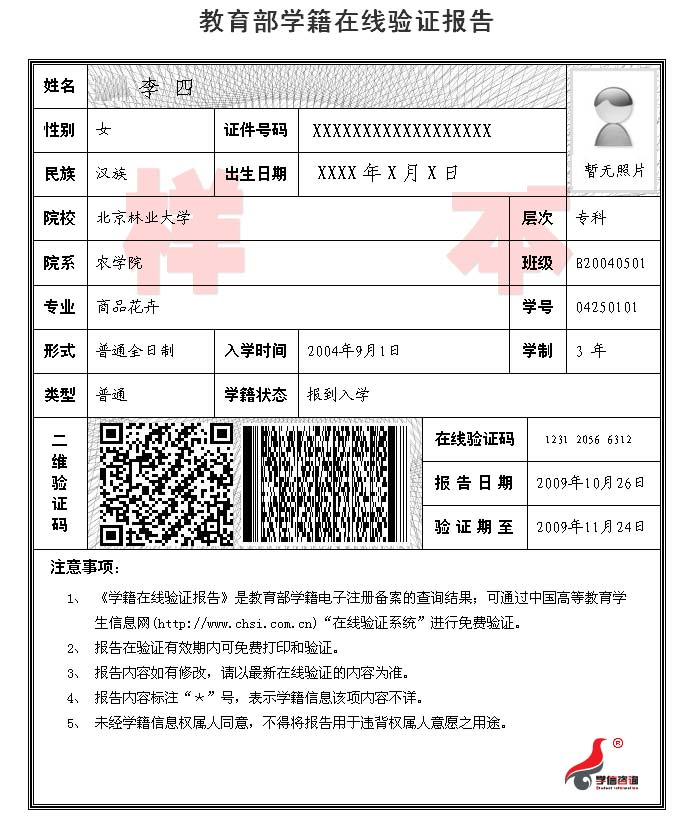 教育部学籍在线验证报告
姓名 李 四
性别 女 证件号码 XXXXXXXXXXXXXXXXXX
民族 汉族 出生日期 XXXX 年 X 月 X 日
暂无照片
样 本
院校 北京林业大学 层次 专科
院系 农学院 班级 B20040501
专业 商品花卉 学号 04250101
形式 普通全日制 入学时间 2004年9月1日 学制 3 年
类型 普通 学籍状态 报到入学
二维验证码
在线验证码 1231 2056 6312
报告日期 2009年10月26日
验证期至 2009年11月24日
注意事项:
1、 《学籍在线验证报告》是教育部学籍电子注册备案的查询结果;可通过中国高等教育学
生信息网(http://www.chsi.com.cn)“在线验证系统”进行免费验证。
2、 报告在验证有效期内可免费打印和验证。
3、 报告内容如有修改,请以最新在线验证的内容为准。
4、 报告内容标注“＊”号,表示学籍信息该项内容不详。
5、 未经学籍信息权属人同意,不得将报告用于违背权属人意愿之用途。
®
学信咨询
Student Information